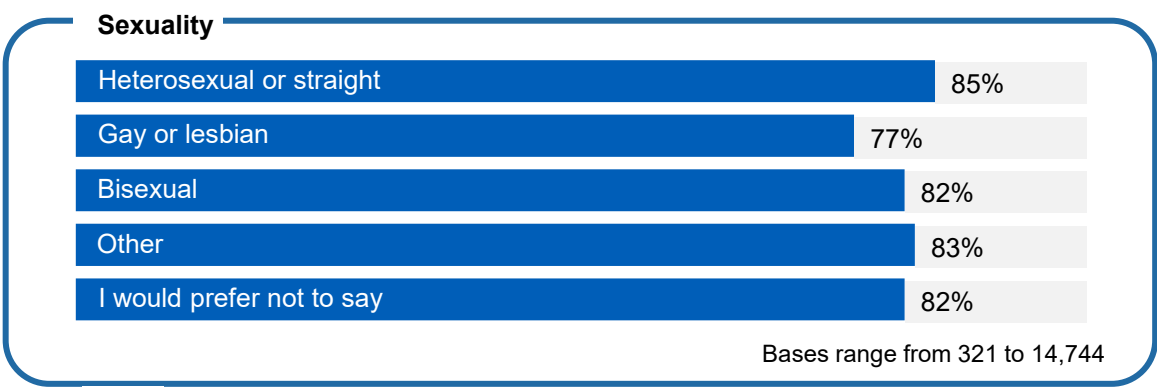 Sexuality
Heterosexual or straight 85%
Gay or lesbian 77%
Bisexual 82%
Other 83%
I would prefer not to say 82%
Bases range from 321 to 14,744